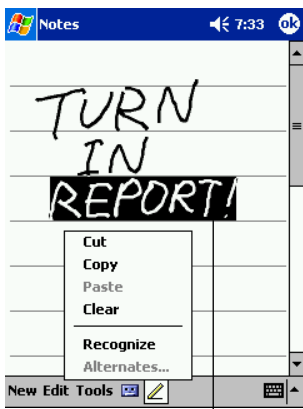 Notes 7:33 ok
TURN
IN
REPORT!
Cut
Copy
Paste
Clear
Recognize
Alternates...
New Edit Tools